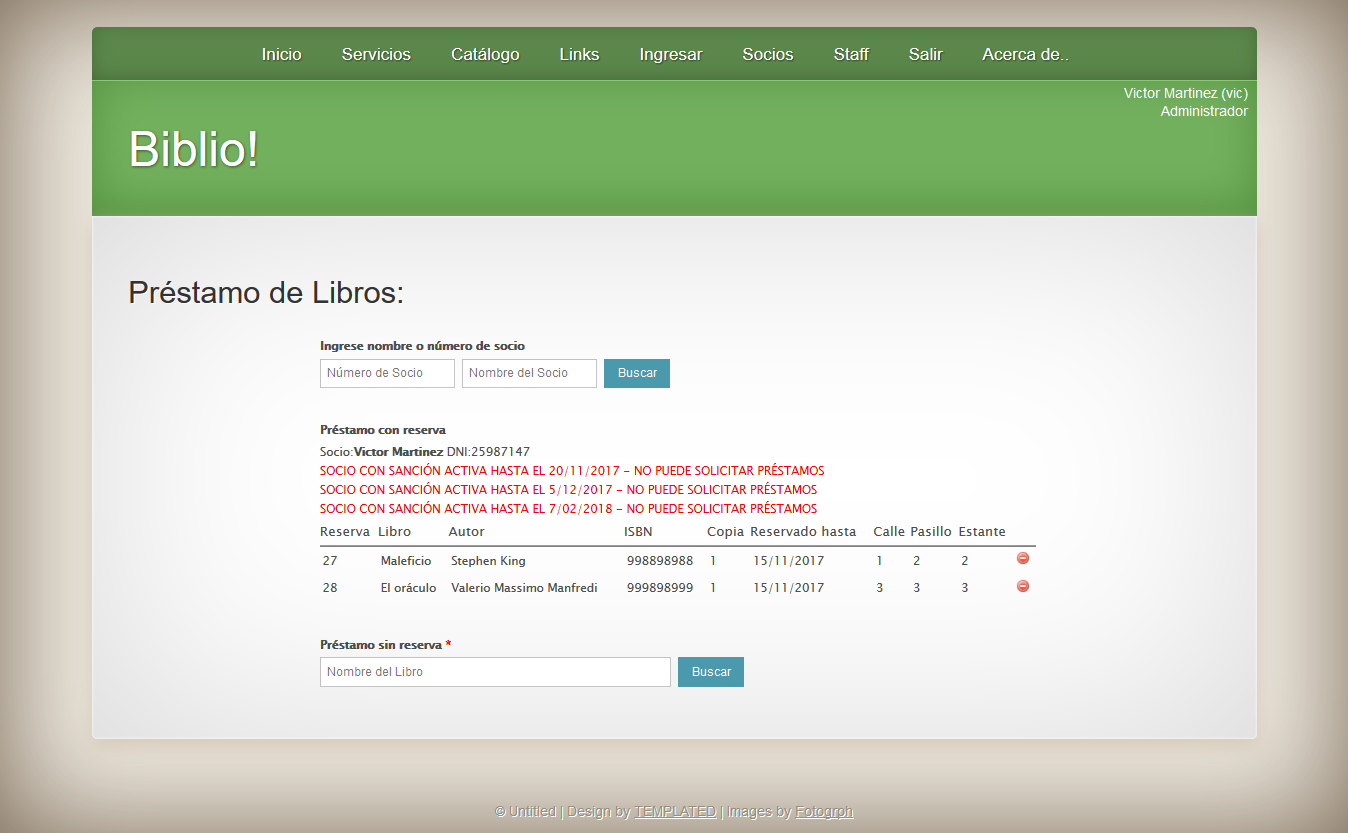 Inicio Servicios Catálogo Links Ingresar Socios Staff Salir Acerca de..
Victor Martinez (vic)
Administrador
Biblio!
Préstamo de Libros:
Ingrese nombre o número de socio
Número de Socio Nombre del Socio Buscar
Préstamo con reserva
Socio:Victor Martinez DNI:25987147
SOCIO CON SANCIÓN ACTIVA HASTA EL 20/11/2017 - NO PUEDE SOLICITAR PRÉSTAMOS
SOCIO CON SANCIÓN ACTIVA HASTA EL 5/12/2017 - NO PUEDE SOLICITAR PRÉSTAMOS
SOCIO CON SANCIÓN ACTIVA HASTA EL 7/02/2018 - NO PUEDE SOLICITAR PRÉSTAMOS
Reserva Libro Autor ISBN Copia Reservado hasta Calle Pasillo Estante
27 Maleficio Stephen King 998898988 1 15/11/2017 1 2 2
28 El oráculo Valerio Massimo Manfredi 999898999 1 15/11/2017 3 3 3
Préstamo sin reserva *
Nombre del Libro Buscar
© Untitled | Design by TEMPLATED | Images by Fotogrph